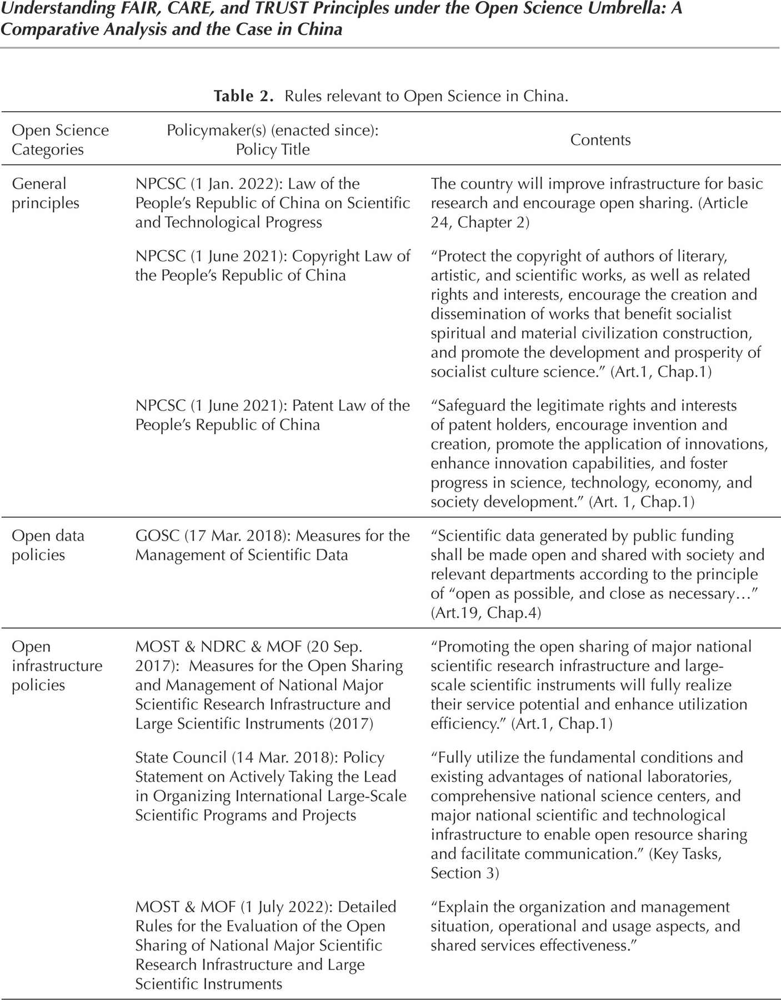 Understanding FAIR, CARE, and TRUST Principles under the Open Science Umbrella: A
Comparative Analysis and the Case in China
Table 2. Rules relevant to Open Science in China.
Open Science
Categories
Policymaker(s) (enacted since):
Policy Title
Contents
General
principles
NPCSC (1 Jan. 2022): Law of the
People's Republic of China on Scientific
and Technological Progress
The country will improve infrastructure for basic
research and encourage open sharing. (Article
24, Chapter 2)
NPCSC (1 June 2021): Copyright Law of
the People's Republic of China
“Protect the copyright of authors of literary,
artistic, and scientific works, as well as related
rights and interests, encourage the creation and
dissemination of works that benefit socialist
spiritual and material civilization construction,
and promote the development and prosperity of
socialist culture science.” (Art.1, Chap.1)
NPCSC (1 June 2021): Patent Law of the
People's Republic of China
“Safeguard the legitimate rights and interests
of patent holders, encourage invention and
creation, promote the application of innovations,
enhance innovation capabilities, and foster
progress in science, technology, economy, and
society development.” (Art. 1, Chap.1)
Open data
policies
GOSC (17 Mar. 2018): Measures for the
Management of Scientific Data
“Scientific data generated by public funding
shall be made open and shared with society and
relevant departments according to the principle
of “open as possible, and close as necessary…”
(Art.19, Chap.4)
Open
infrastructure
policies
MOST & NDRC & MOF (20 Sep.
2017): Measures for the Open Sharing
and Management of National Major
Scientific Research Infrastructure and
Large Scientific Instruments (2017)
“Promoting the open sharing of major national
scientific research infrastructure and large-
scale scientific instruments will fully realize
their service potential and enhance utilization
efficiency.” (Art.1, Chap.1)
State Council (14 Mar. 2018): Policy
Statement on Actively Taking the Lead
in Organizing International Large-Scale
Scientific Programs and Projects
“Fully utilize the fundamental conditions and
existing advantages of national laboratories,
comprehensive national science centers, and
major national scientific and technological
infrastructure to enable open resource sharing
and facilitate communication.” (Key Tasks,
Section 3)
MOST & MOF (1 July 2022): Detailed
Rules for the Evaluation of the Open
Sharing of National Major Scientific
Research Infrastructure and Large
Scientific Instruments
“Explain the organization and management
situation, operational and usage aspects, and
shared services effectiveness.”